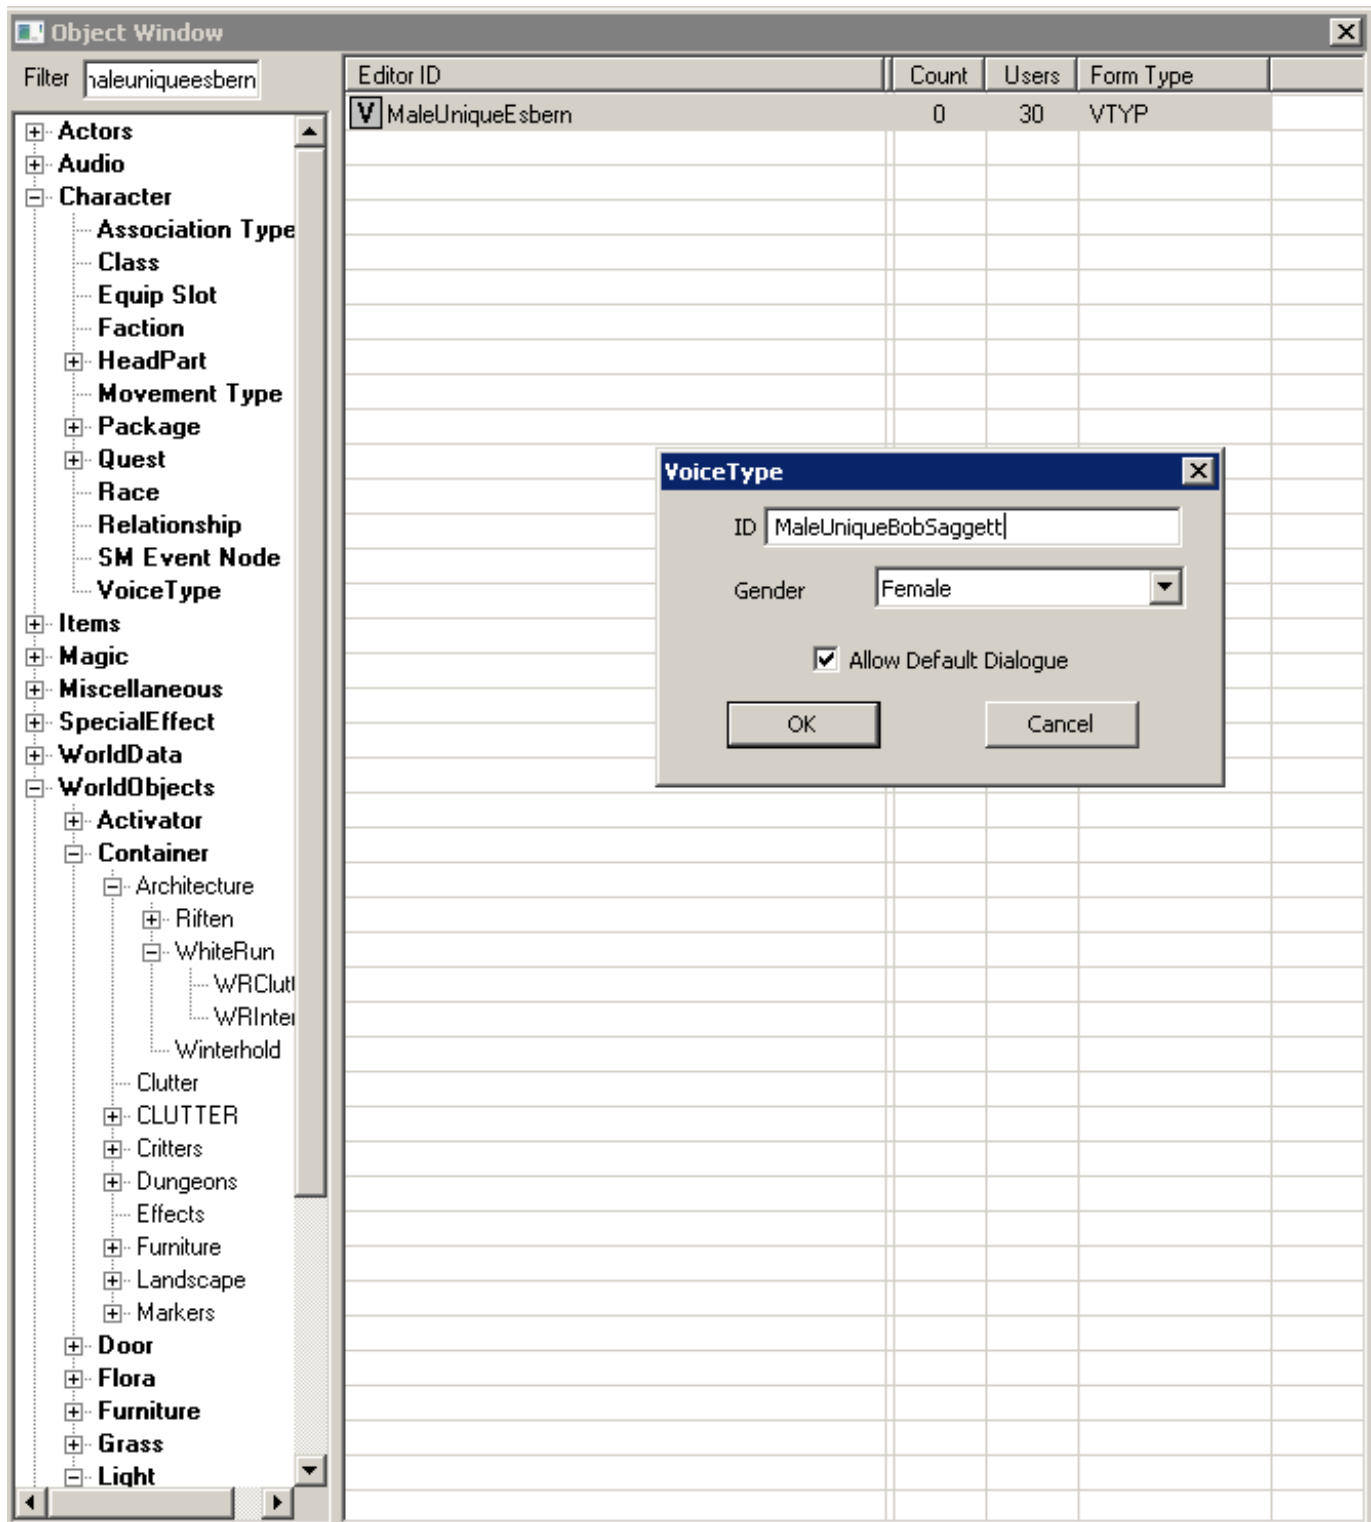 Object Window
Filter naleuniqueesbern
Editor ID Count Users Form Type
V MaleUniqueEsbern 0 30 VTYP
Actors
Audio
Character
Association Type
Class
Equip Slot
Faction
HeadPart
Movement Type
Package
Quest
Race
Relationship
SM Event Node
VoiceType
Items
Magic
Miscellaneous
SpecialEffect
WorldData
WorldObjects
Activator
Container
Architecture
Riften
WhiteRun
WRClutt
WRInter
Winterhold
Clutter
CLUTTER
Critters
Dungeons
Effects
Furniture
Landscape
Markers
Door
Flora
Furniture
Grass
Light
VoiceType
ID MaleUniqueBobSaggett
Gender Female
Allow Default Dialogue
OK Cancel